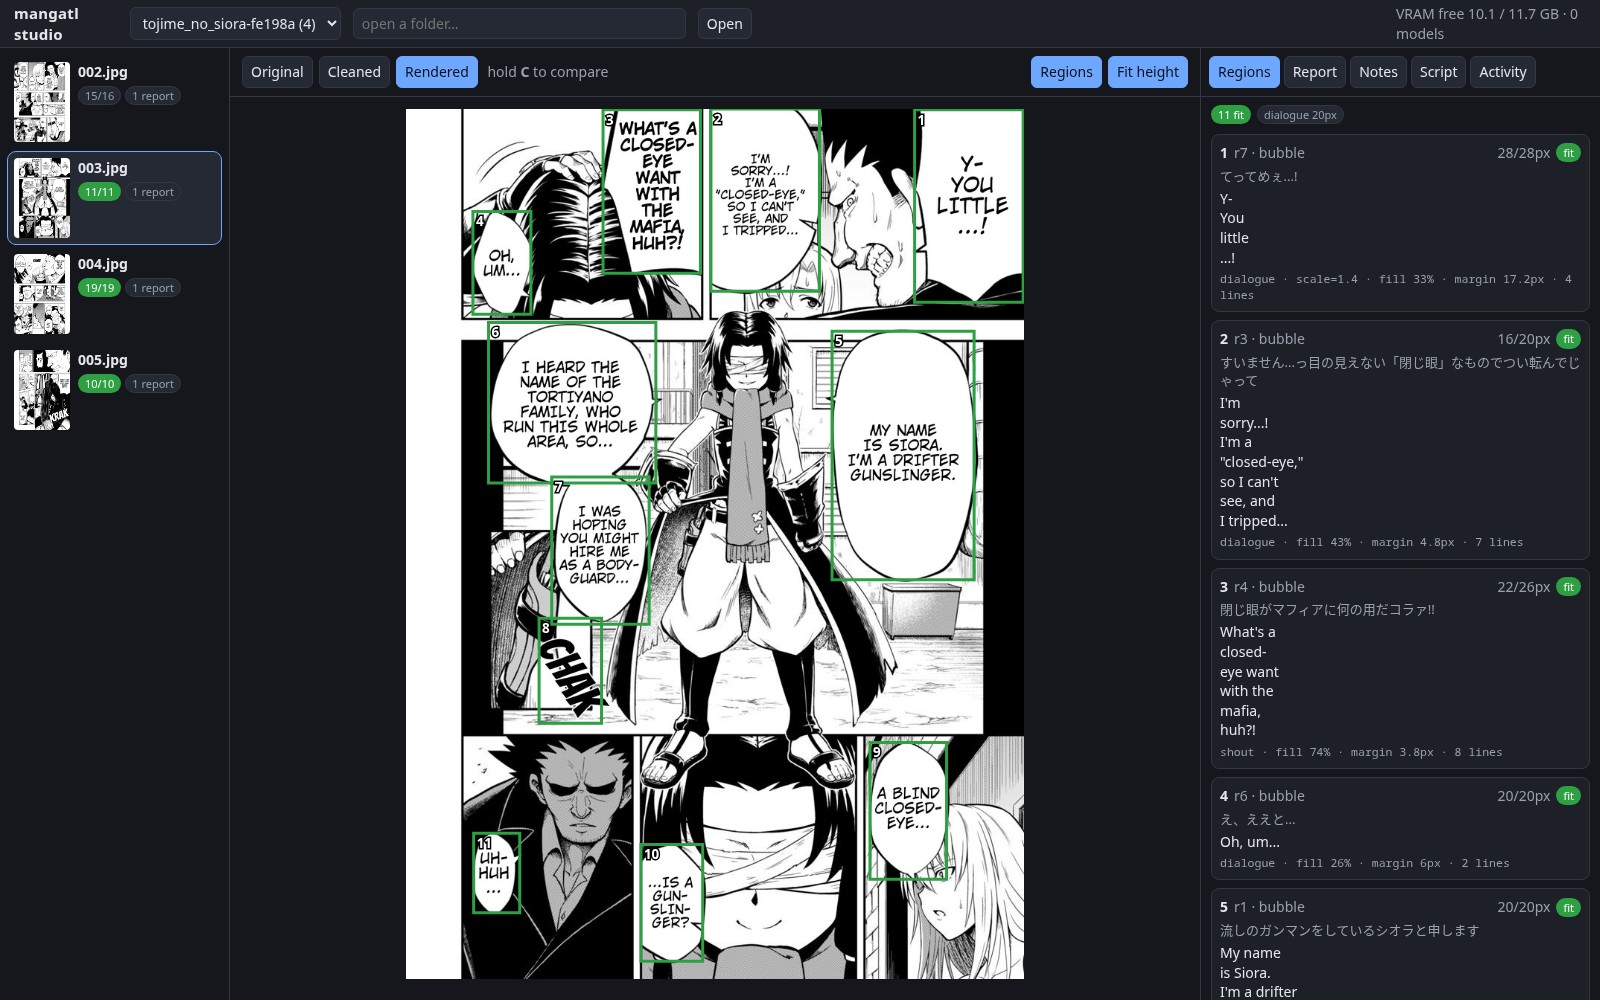 mangatl
studio
tojime_no_siora-fe198a (4)
open a folder...
Open
VRAM free 10.1 / 11.7 GB · 0
models
002.jpg
15/16
1 report
003.jpg
11/11
1 report
004.jpg
19/19
1 report
005.jpg
10/10
1 report
Original
Cleaned
Rendered
hold C to compare
Regions
Fit height
1
Y-
YOU
LITTLE
...!
2
I'M
SORRY...!
I'M A
"CLOSED-EYE,"
SO I CAN'T
SEE, AND
I TRIPPED...
3
WHAT'S A
CLOSED-
EYE
WANT
WITH
THE
MAFIA,
HUH?!
4
OH,
UM...
5
MY NAME
IS SIORA.
I'M A DRIFTER
GUNSLINGER.
6
I HEARD THE
NAME OF THE
TORTIYANO
FAMILY, WHO
RUN THIS WHOLE
AREA, SO...
7
I WAS
HOPING
YOU MIGHT
HIRE ME
AS A BODY-
GUARD...
8
CHAK
9
A BLIND
CLOSED-
EYE...
10
...IS A
GUN-
SLIN-
GER?
11
UH-
HUH
...
Regions
Report
Notes
Script
Activity
11 fit
dialogue 20px
1 r7 · bubble
28/28px
fit
てってめぇ…!
Y-
You
little
...!
dialogue · scale=1.4 · fill 33% · margin 17.2px · 4
lines
2 r3 · bubble
16/20px
fit
すいません…っ目の見えない「閉じ眼」なものでつい転んでじ
ゃって
I'm
sorry...!
I'm a
"closed-eye,"
so I can't
see, and
I tripped...
dialogue · fill 43% · margin 4.8px · 7 lines
3 r4 · bubble
22/26px
fit
閉じ眼がマフィアに何の用だコラァ!!
What's a
closed-
eye want
with the
mafia,
huh?!
shout · fill 74% · margin 3.8px · 8 lines
4 r6 · bubble
20/20px
fit
え、ええと…
Oh, um...
dialogue · fill 26% · margin 6px · 2 lines
5 r1 · bubble
20/20px
fit
流しのガンマンをしているシオラと申します
My name
is Siora.
I'm a drifter